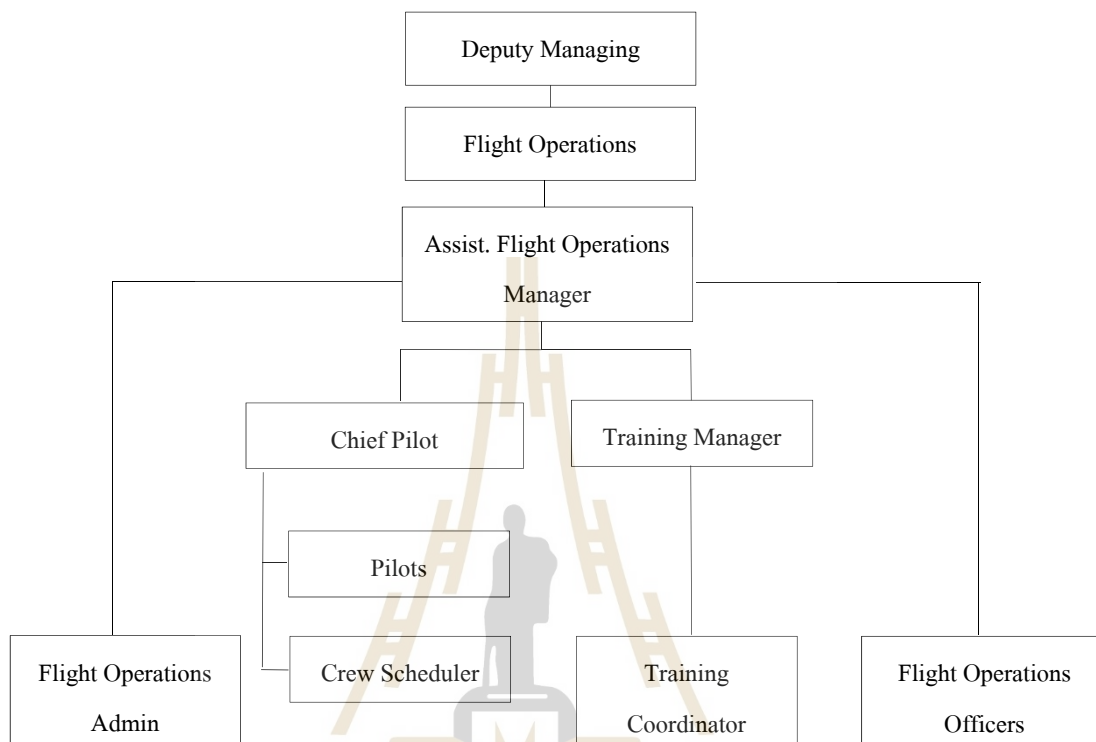 Deputy Managing
Flight Operations
Assist. Flight Operations
Manager
Chief Pilot
Training Manager
Pilots
Crew Scheduler
Flight Operations
Admin
Training
Coordinator
Flight Operations
Officers